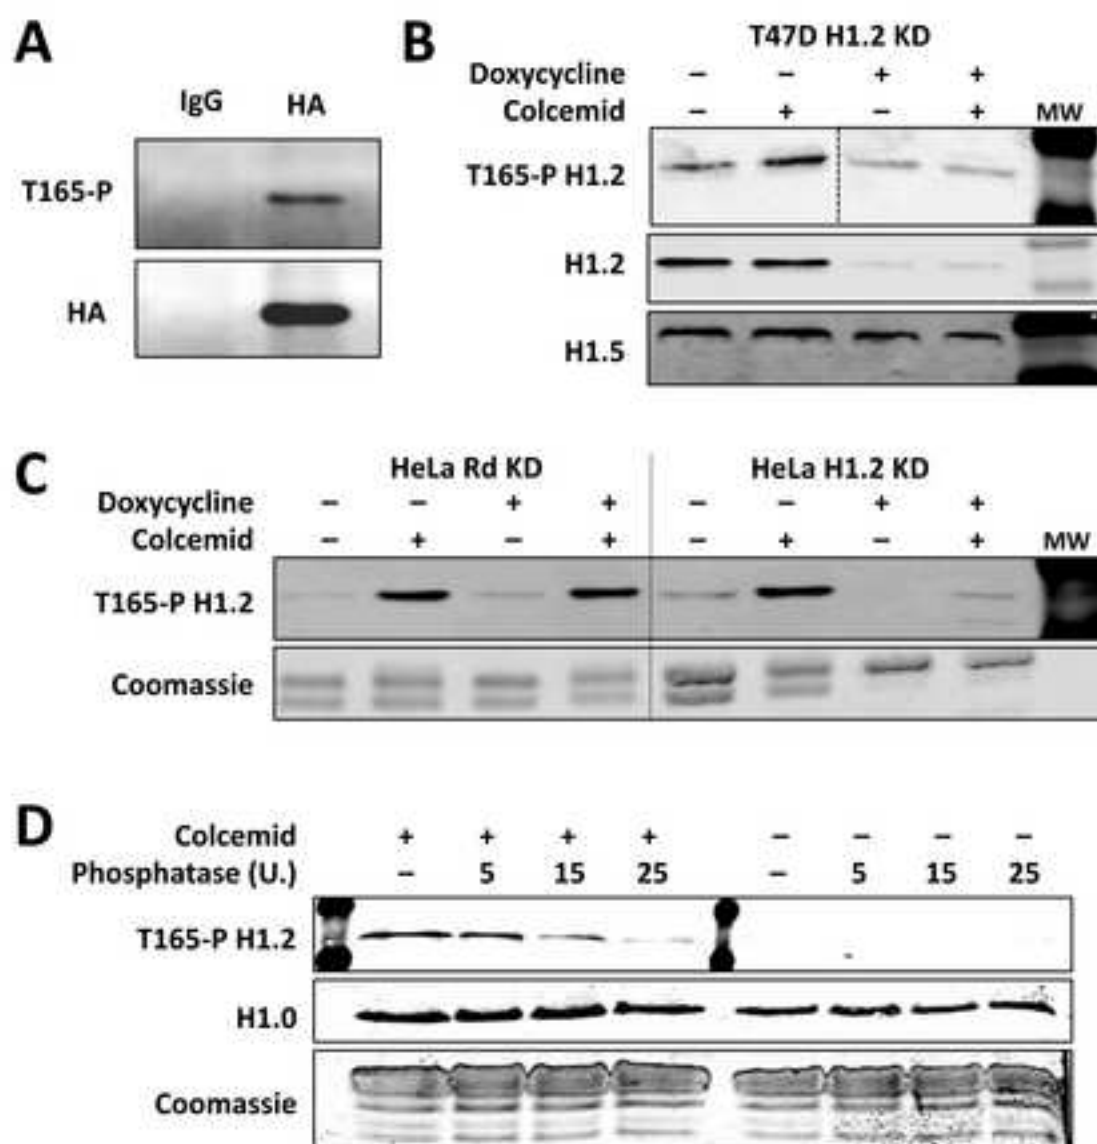 A
IgG HA
T165-P
HA
B
T47D H1.2 KD
Doxycycline – – + +
Colcemid – + – + MW
T165-P H1.2
H1.2
H1.5
C
HeLa Rd KD HeLa H1.2 KD
Doxycycline – – + + – – + +
Colcemid – + – + – + – + MW
T165-P H1.2
Coomassie
D
Colcemid + + + + – – – –
Phosphatase (U.) – 5 15 25 – 5 15 25
T165-P H1.2
H1.0
Coomassie